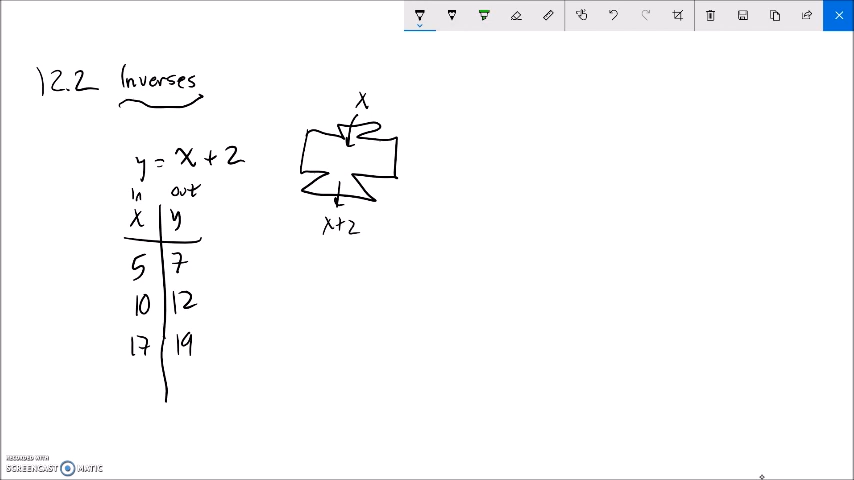 12.2 Inverses
y = x + 2
in out
x y
5 7
10 12
17 19
x
x+2
RECORDED WITH
SCREENCAST MATIC